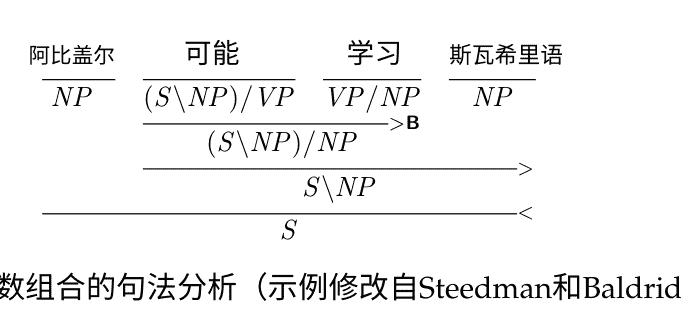 阿比盖尔 可能 学习 斯瓦希里语
NP (S\NP)/VP VP/NP NP
>B
(S\NP)/NP
>
S\NP
<
S
数组合的句法分析（示例修改自Steedman和Baldrid